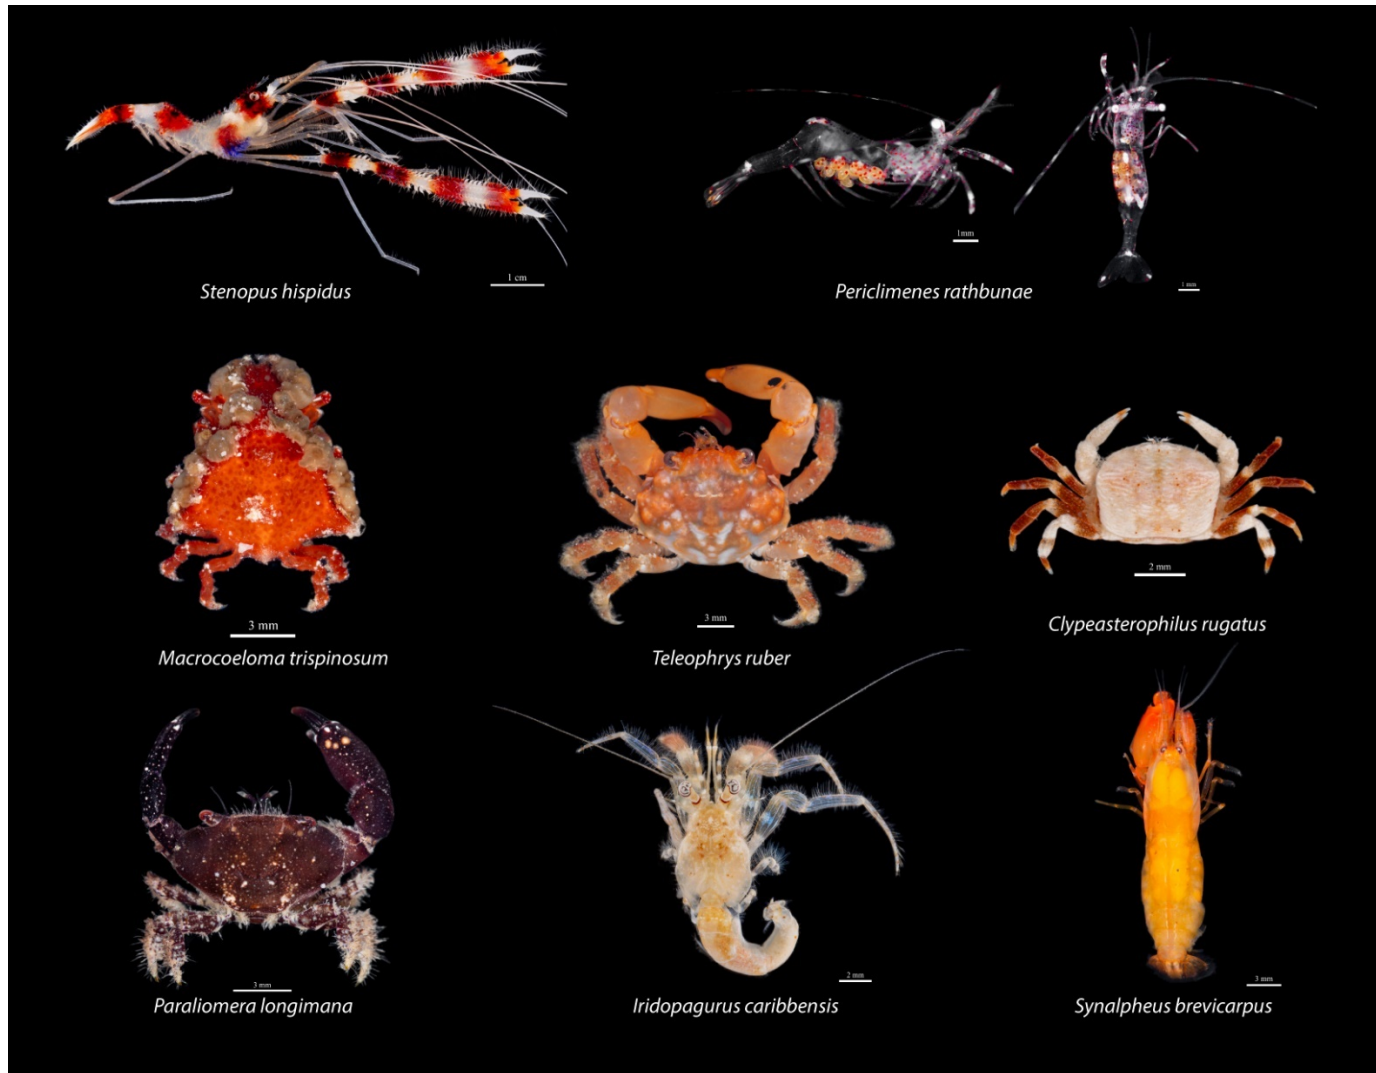 1 cm
Stenopus hispidus
1mm
1 mm
Periclimenes rathbunae
3 mm
Macrocoeloma trispinosum
3 mm
Teleophrys ruber
2 mm
Clypeasterophilus rugatus
3 mm
Paraliomera longimana
2 mm
Iridopagurus caribbensis
3 mm
Synalpheus brevicarpus